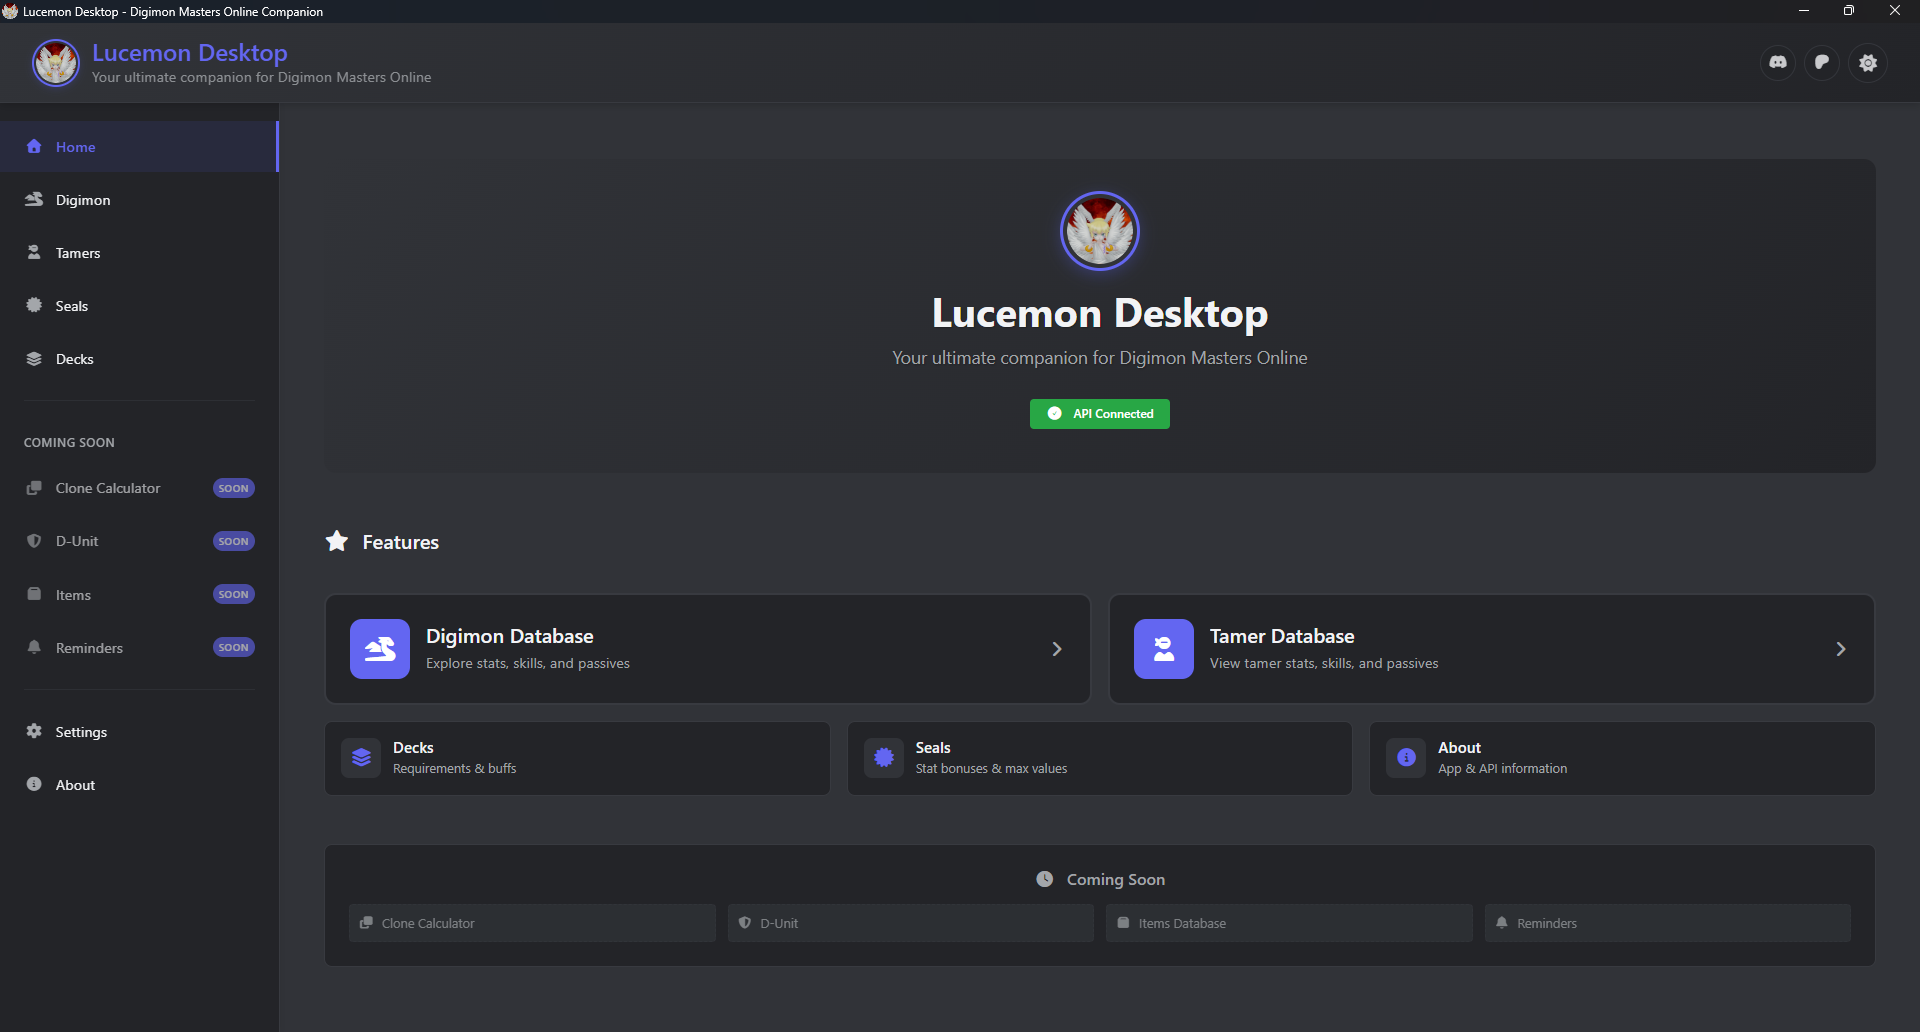 Lucemon Desktop - Digimon Masters Online Companion
Lucemon Desktop
Your ultimate companion for Digimon Masters Online
Home
Digimon
Tamers
Seals
Decks
COMING SOON
Clone Calculator SOON
D-Unit SOON
Items SOON
Reminders SOON
Settings
About
Lucemon Desktop
Your ultimate companion for Digimon Masters Online
API Connected
Features
Digimon Database
Explore stats, skills, and passives
Tamer Database
View tamer stats, skills, and passives
Decks
Requirements & buffs
Seals
Stat bonuses & max values
About
App & API information
Coming Soon
Clone Calculator
D-Unit
Items Database
Reminders